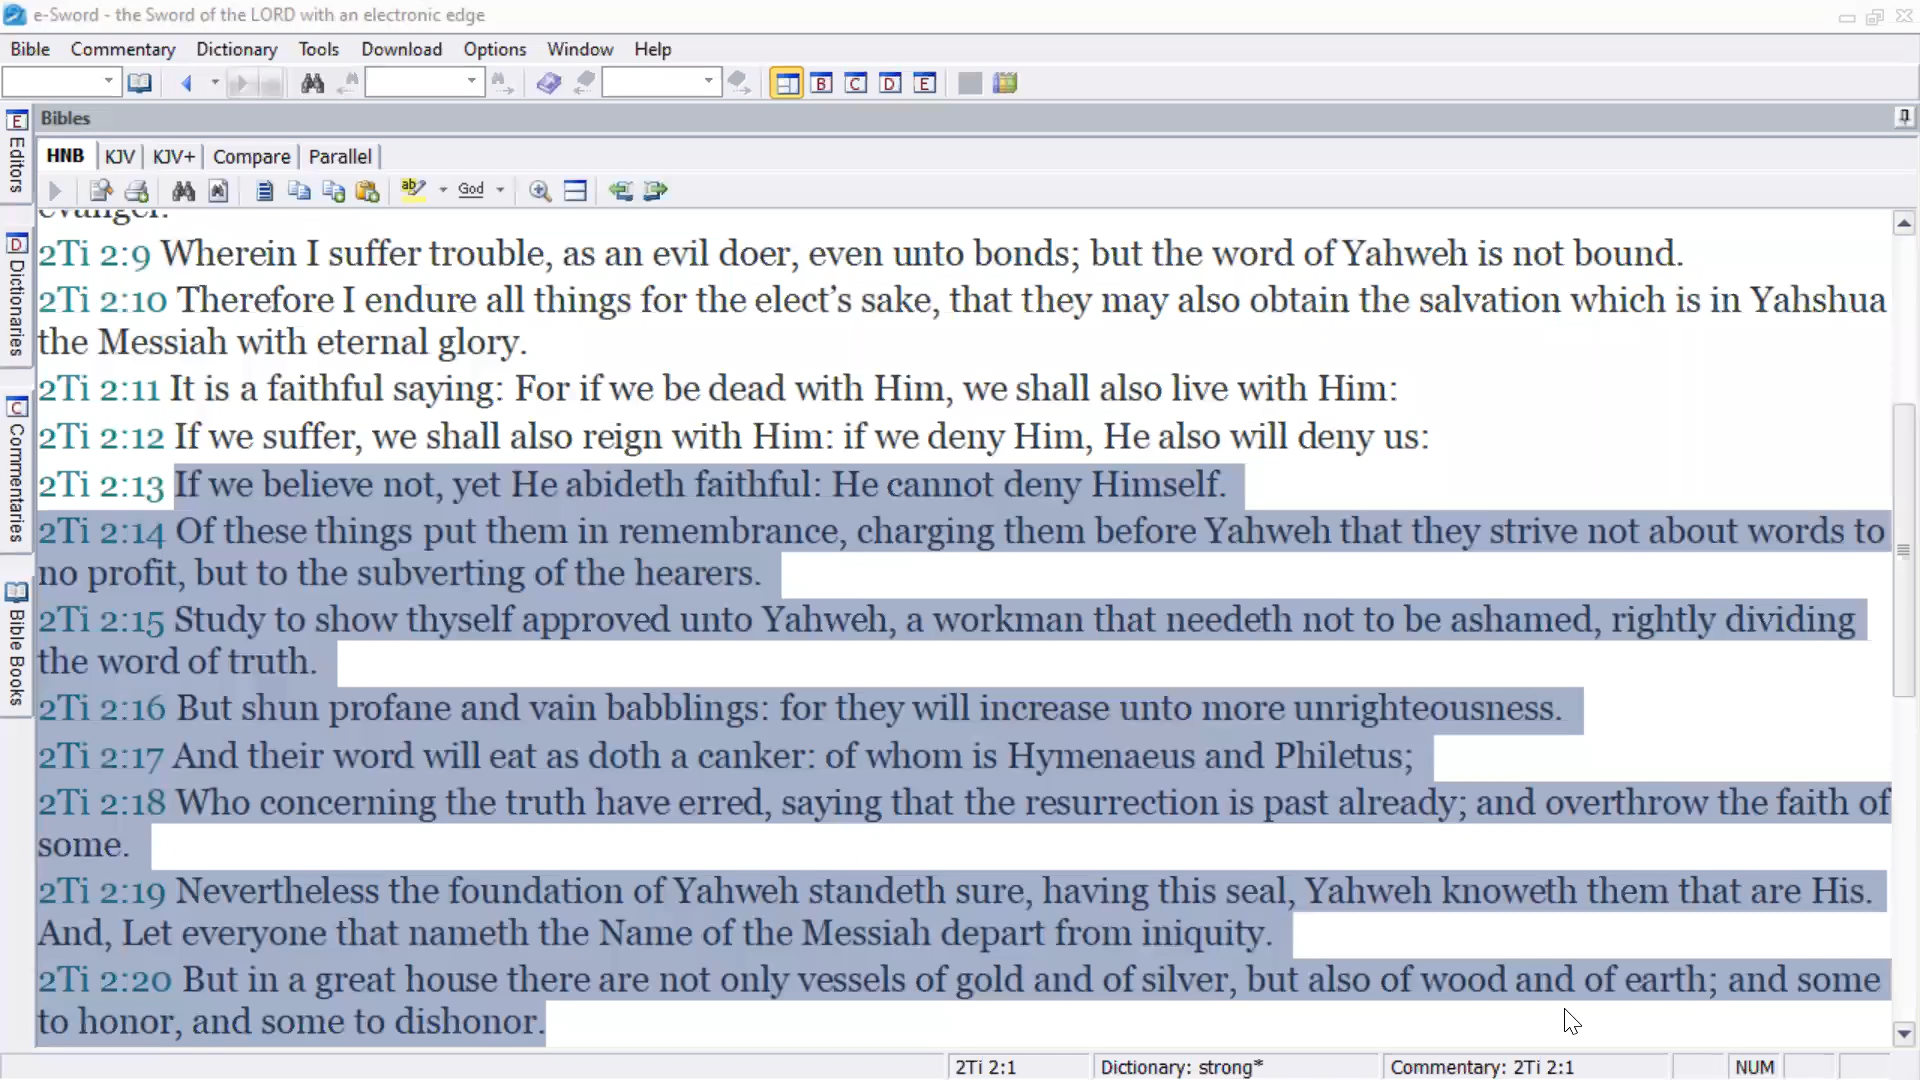 e-Sword - the Sword of the LORD with an electronic edge
Bible Commentary Dictionary Tools Download Options Window Help
B C D E
E Editors
D Dictionaries
C Commentaries
Bible Books
Bibles
HNB KJV KJV+ Compare Parallel
ab God
2Ti 2:9 Wherein I suffer trouble, as an evil doer, even unto bonds; but the word of Yahweh is not bound.
2Ti 2:10 Therefore I endure all things for the elect’s sake, that they may also obtain the salvation which is in Yahshua
the Messiah with eternal glory.
2Ti 2:11 It is a faithful saying: For if we be dead with Him, we shall also live with Him:
2Ti 2:12 If we suffer, we shall also reign with Him: if we deny Him, He also will deny us:
2Ti 2:13 If we believe not, yet He abideth faithful: He cannot deny Himself.
2Ti 2:14 Of these things put them in remembrance, charging them before Yahweh that they strive not about words to
no profit, but to the subverting of the hearers.
2Ti 2:15 Study to show thyself approved unto Yahweh, a workman that needeth not to be ashamed, rightly dividing
the word of truth.
2Ti 2:16 But shun profane and vain babblings: for they will increase unto more unrighteousness.
2Ti 2:17 And their word will eat as doth a canker: of whom is Hymenaeus and Philetus;
2Ti 2:18 Who concerning the truth have erred, saying that the resurrection is past already; and overthrow the faith of
some.
2Ti 2:19 Nevertheless the foundation of Yahweh standeth sure, having this seal, Yahweh knoweth them that are His.
And, Let everyone that nameth the Name of the Messiah depart from iniquity.
2Ti 2:20 But in a great house there are not only vessels of gold and of silver, but also of wood and of earth; and some
to honor, and some to dishonor.
2Ti 2:1 Dictionary: strong* Commentary: 2Ti 2:1 NUM